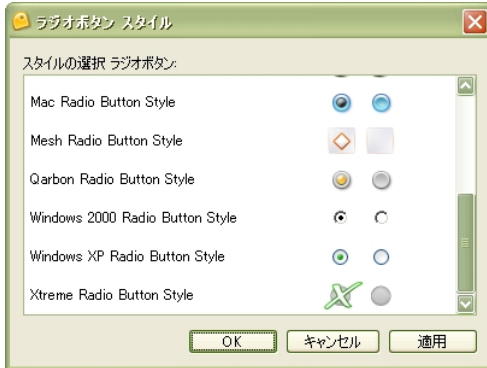 ラジオボタン スタイル
スタイルの選択 ラジオボタン:
Mac Radio Button Style
Mesh Radio Button Style
Qarbon Radio Button Style
Windows 2000 Radio Button Style
Windows XP Radio Button Style
Xtreme Radio Button Style
OK キャンセル 適用